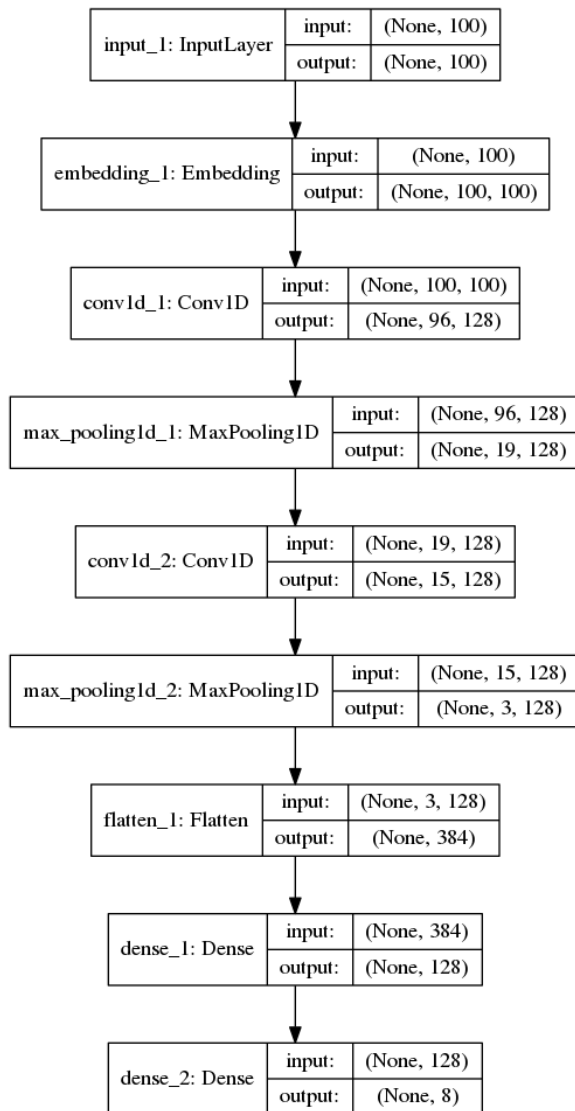 input_1: InputLayer
input: (None, 100)
output: (None, 100)
embedding_1: Embedding
input: (None, 100)
output: (None, 100, 100)
conv1d_1: Conv1D
input: (None, 100, 100)
output: (None, 96, 128)
max_pooling1d_1: MaxPooling1D
input: (None, 96, 128)
output: (None, 19, 128)
conv1d_2: Conv1D
input: (None, 19, 128)
output: (None, 15, 128)
max_pooling1d_2: MaxPooling1D
input: (None, 15, 128)
output: (None, 3, 128)
flatten_1: Flatten
input: (None, 3, 128)
output: (None, 384)
dense_1: Dense
input: (None, 384)
output: (None, 128)
dense_2: Dense
input: (None, 128)
output: (None, 8)